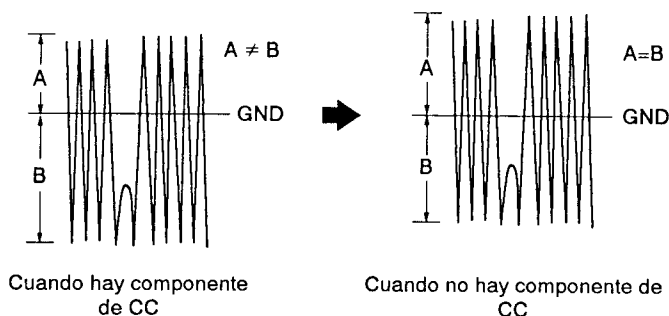 A
B
A ≠ B
GND
Cuando hay componente
de CC
A
B
A=B
GND
Cuando no hay componente de
CC